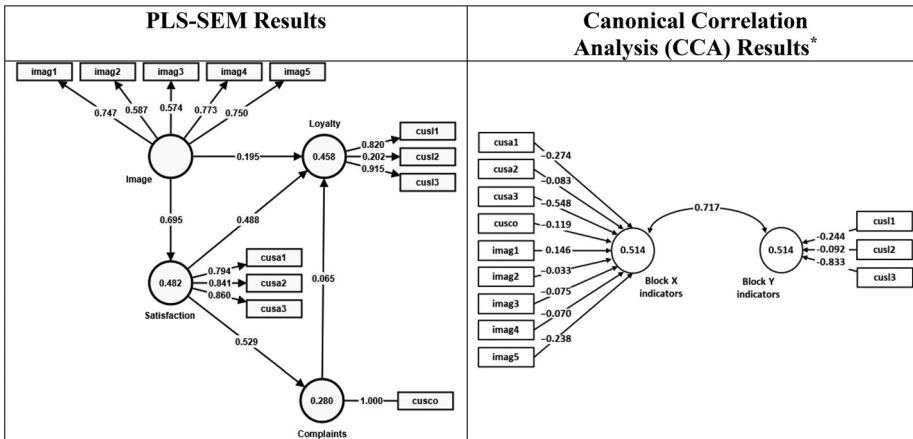 PLS-SEM Results
Canonical Correlation
Analysis (CCA) Results*
imag1
imag2
imag3
imag4
imag5
0.747
0.587
0.574
0.773
0.750
Image
0.195
Loyalty
0.458
0.820
0.202
0.915
cusl1
cusl2
cusl3
0.695
0.488
0.065
0.482
Satisfaction
0.794
0.841
0.860
cusa1
cusa2
cusa3
0.529
0.280
Complaints
1.000
cusco
cusa1
cusa2
cusa3
cusco
imag1
imag2
imag3
imag4
imag5
−0.274
−0.083
−0.548
−0.119
0.146
−0.033
−0.075
−0.070
−0.238
0.514
Block X
indicators
0.717
0.514
Block Y
indicators
−0.244
−0.092
−0.833
cusl1
cusl2
cusl3